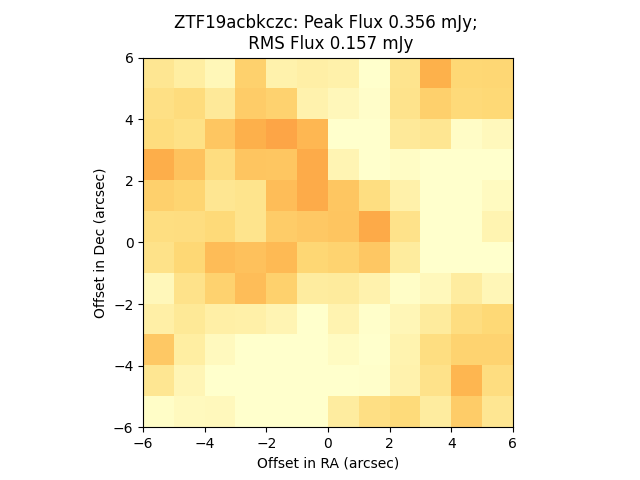 ZTF19acbkczc: Peak Flux 0.356 mJy;
RMS Flux 0.157 mJy
6
4
2
0
−2
−4
−6
Offset in Dec (arcsec)
−6 −4 −2 0 2 4 6
Offset in RA (arcsec)